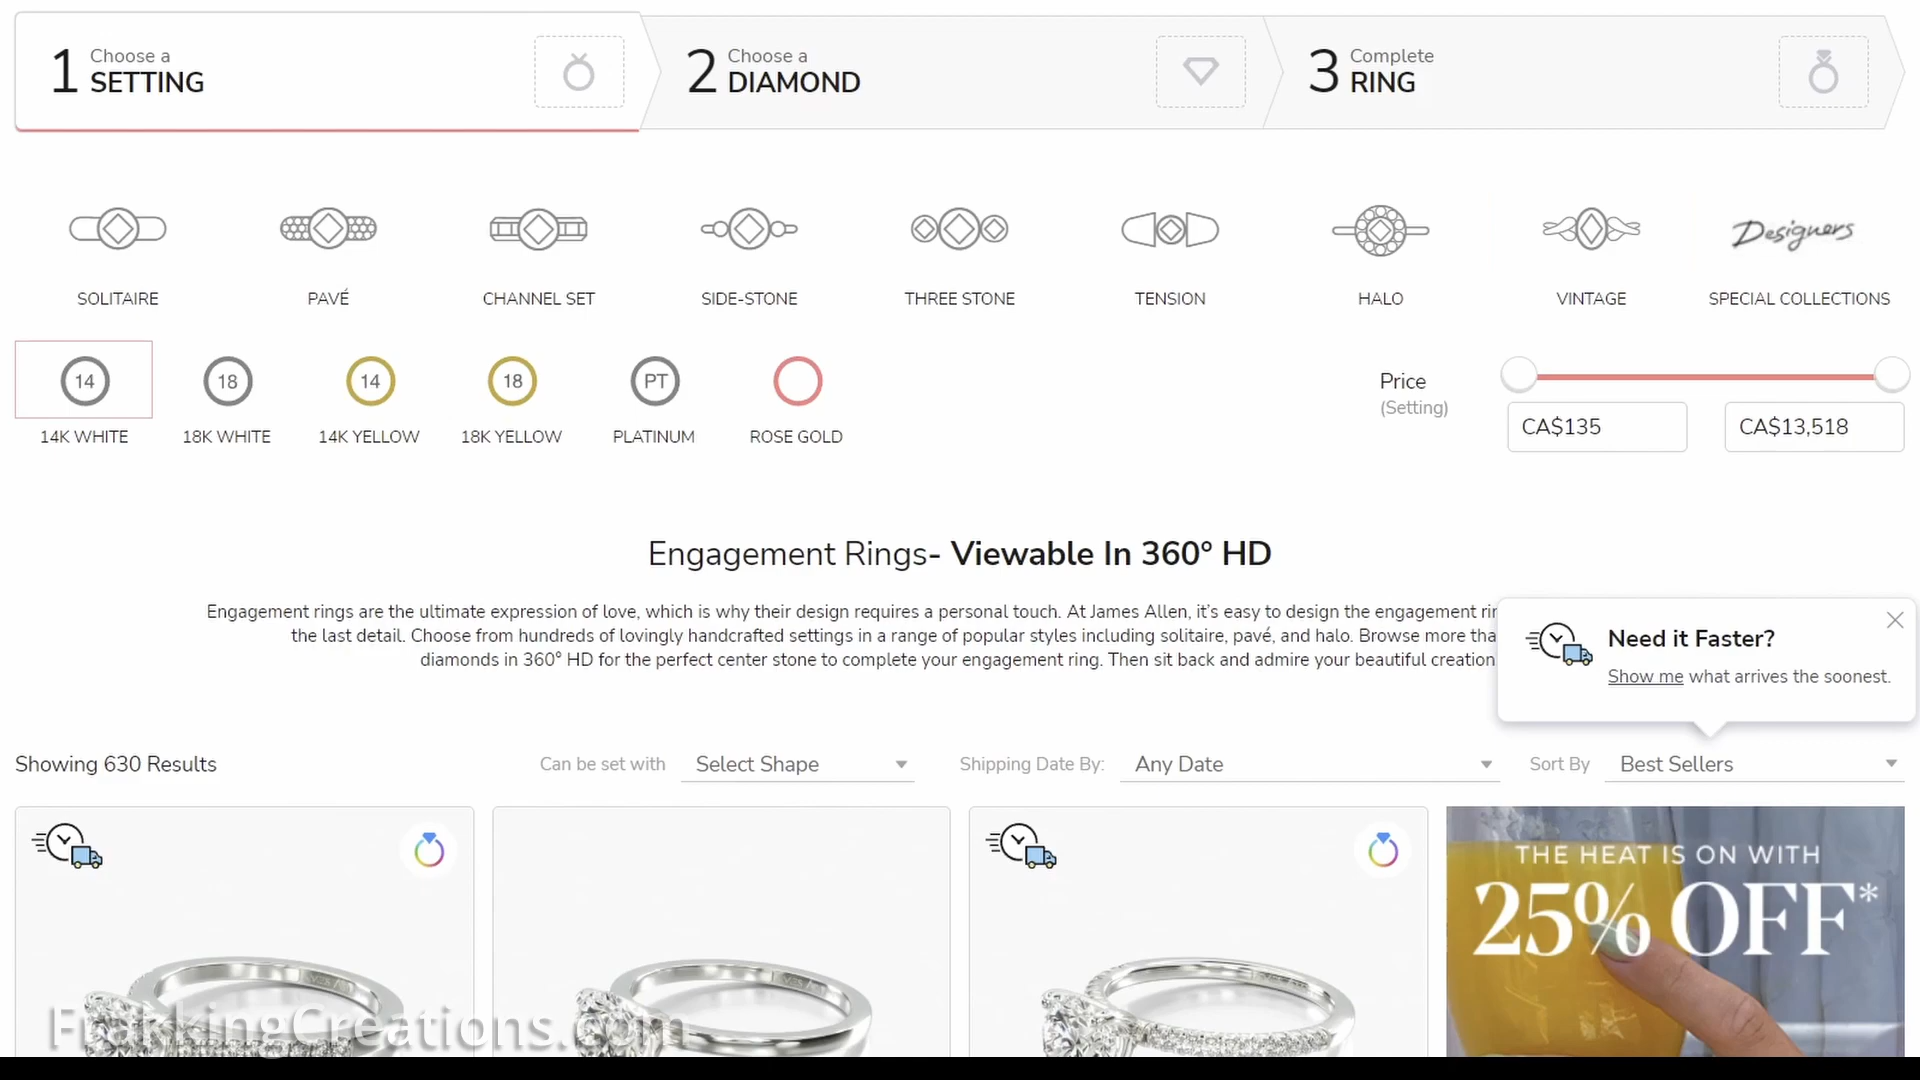 1 Choose a
SETTING
2 Choose a
DIAMOND
3 Complete
RING
Designers
SOLITAIRE
PAVÉ
CHANNEL SET
SIDE-STONE
THREE STONE
TENSION
HALO
VINTAGE
SPECIAL COLLECTIONS
14
18
14
18
PT
14K WHITE
18K WHITE
14K YELLOW
18K YELLOW
PLATINUM
ROSE GOLD
Price
(Setting)
CA$135
CA$13,518
Engagement Rings- Viewable In 360° HD
Engagement rings are the ultimate expression of love, which is why their design requires a personal touch. At James Allen, it's easy to design the engagement
the last detail. Choose from hundreds of lovingly handcrafted settings in a range of popular styles including solitaire, pavé, and halo. Browse more
diamonds in 360° HD for the perfect center stone to complete your engagement ring. Then sit back and admire your beautiful creation
Need it Faster?
Show me what arrives the soonest.
Showing 630 Results
Can be set with
Select Shape
Shipping Date By:
Any Date
Sort By
Best Sellers
THE HEAT IS ON WITH
25% OFF*
FrakkingCreations.com